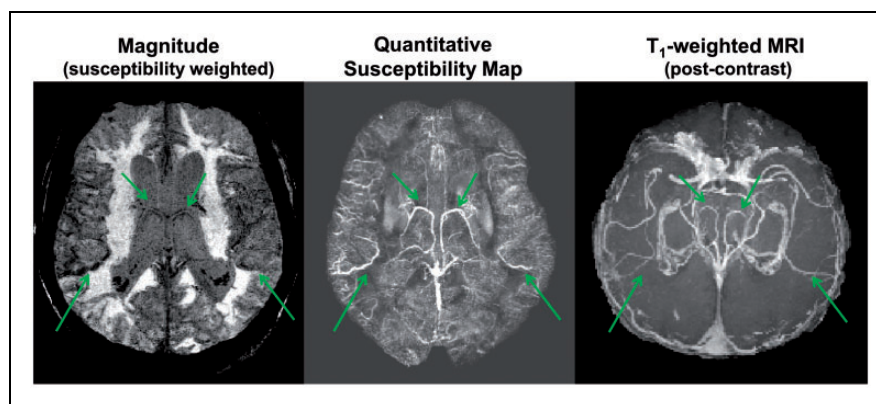 Magnitude
(susceptibility weighted)
Quantitative
Susceptibility Map
T₁-weighted MRI
(post-contrast)